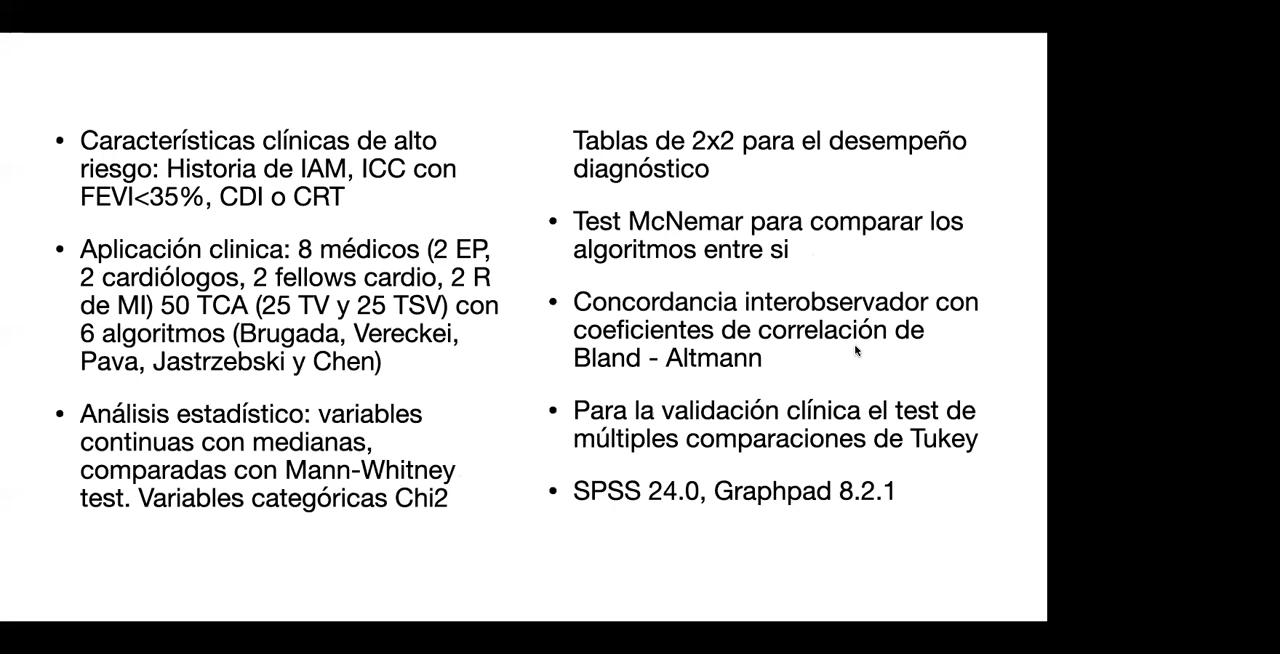 • Características clínicas de alto
riesgo: Historia de IAM, ICC con
FEVI<35%, CDI o CRT
• Aplicación clinica: 8 médicos (2 EP,
2 cardiólogos, 2 fellows cardio, 2 R
de MI) 50 TCA (25 TV y 25 TSV) con
6 algoritmos (Brugada, Vereckei,
Pava, Jastrzebski y Chen)
• Análisis estadístico: variables
continuas con medianas,
comparadas con Mann-Whitney
test. Variables categóricas Chi2
Tablas de 2x2 para el desempeño
diagnóstico
• Test McNemar para comparar los
algoritmos entre si
• Concordancia interobservador con
coeficientes de correlación de
Bland - Altmann
• Para la validación clínica el test de
múltiples comparaciones de Tukey
• SPSS 24.0, Graphpad 8.2.1